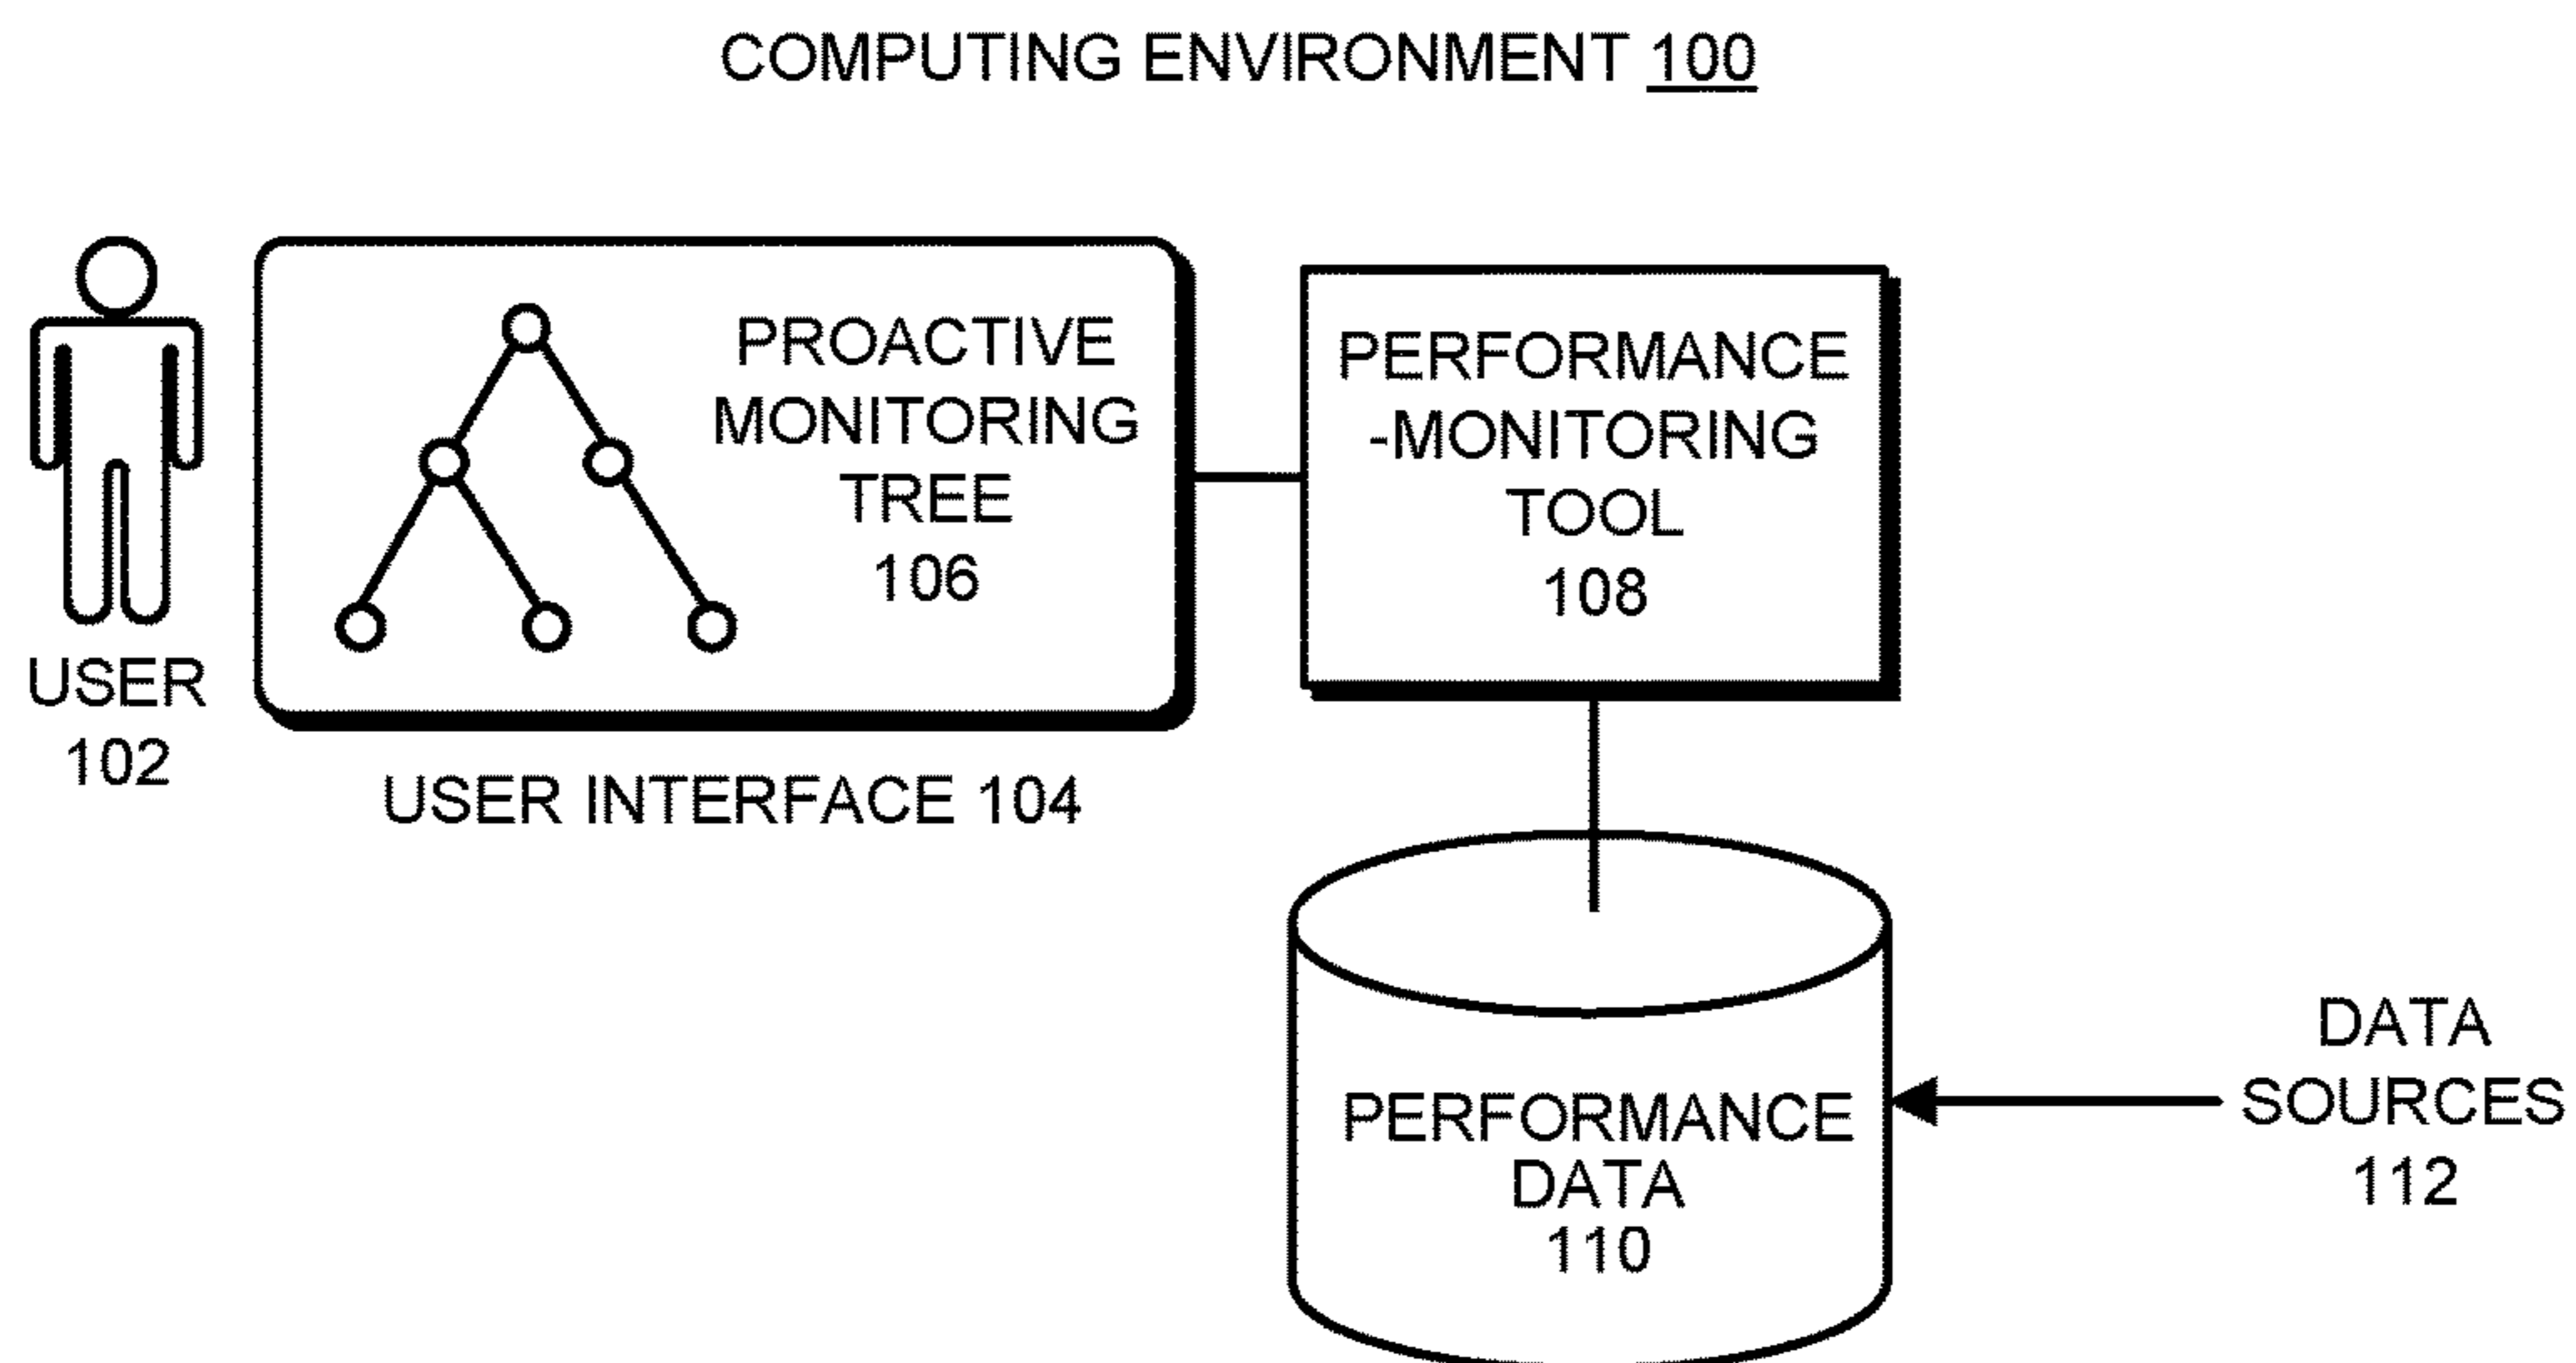 COMPUTING ENVIRONMENT 100
USER
102
PROACTIVE
MONITORING
TREE
106
USER INTERFACE 104
PERFORMANCE
-MONITORING
TOOL
108
PERFORMANCE
DATA
110
DATA
SOURCES
112